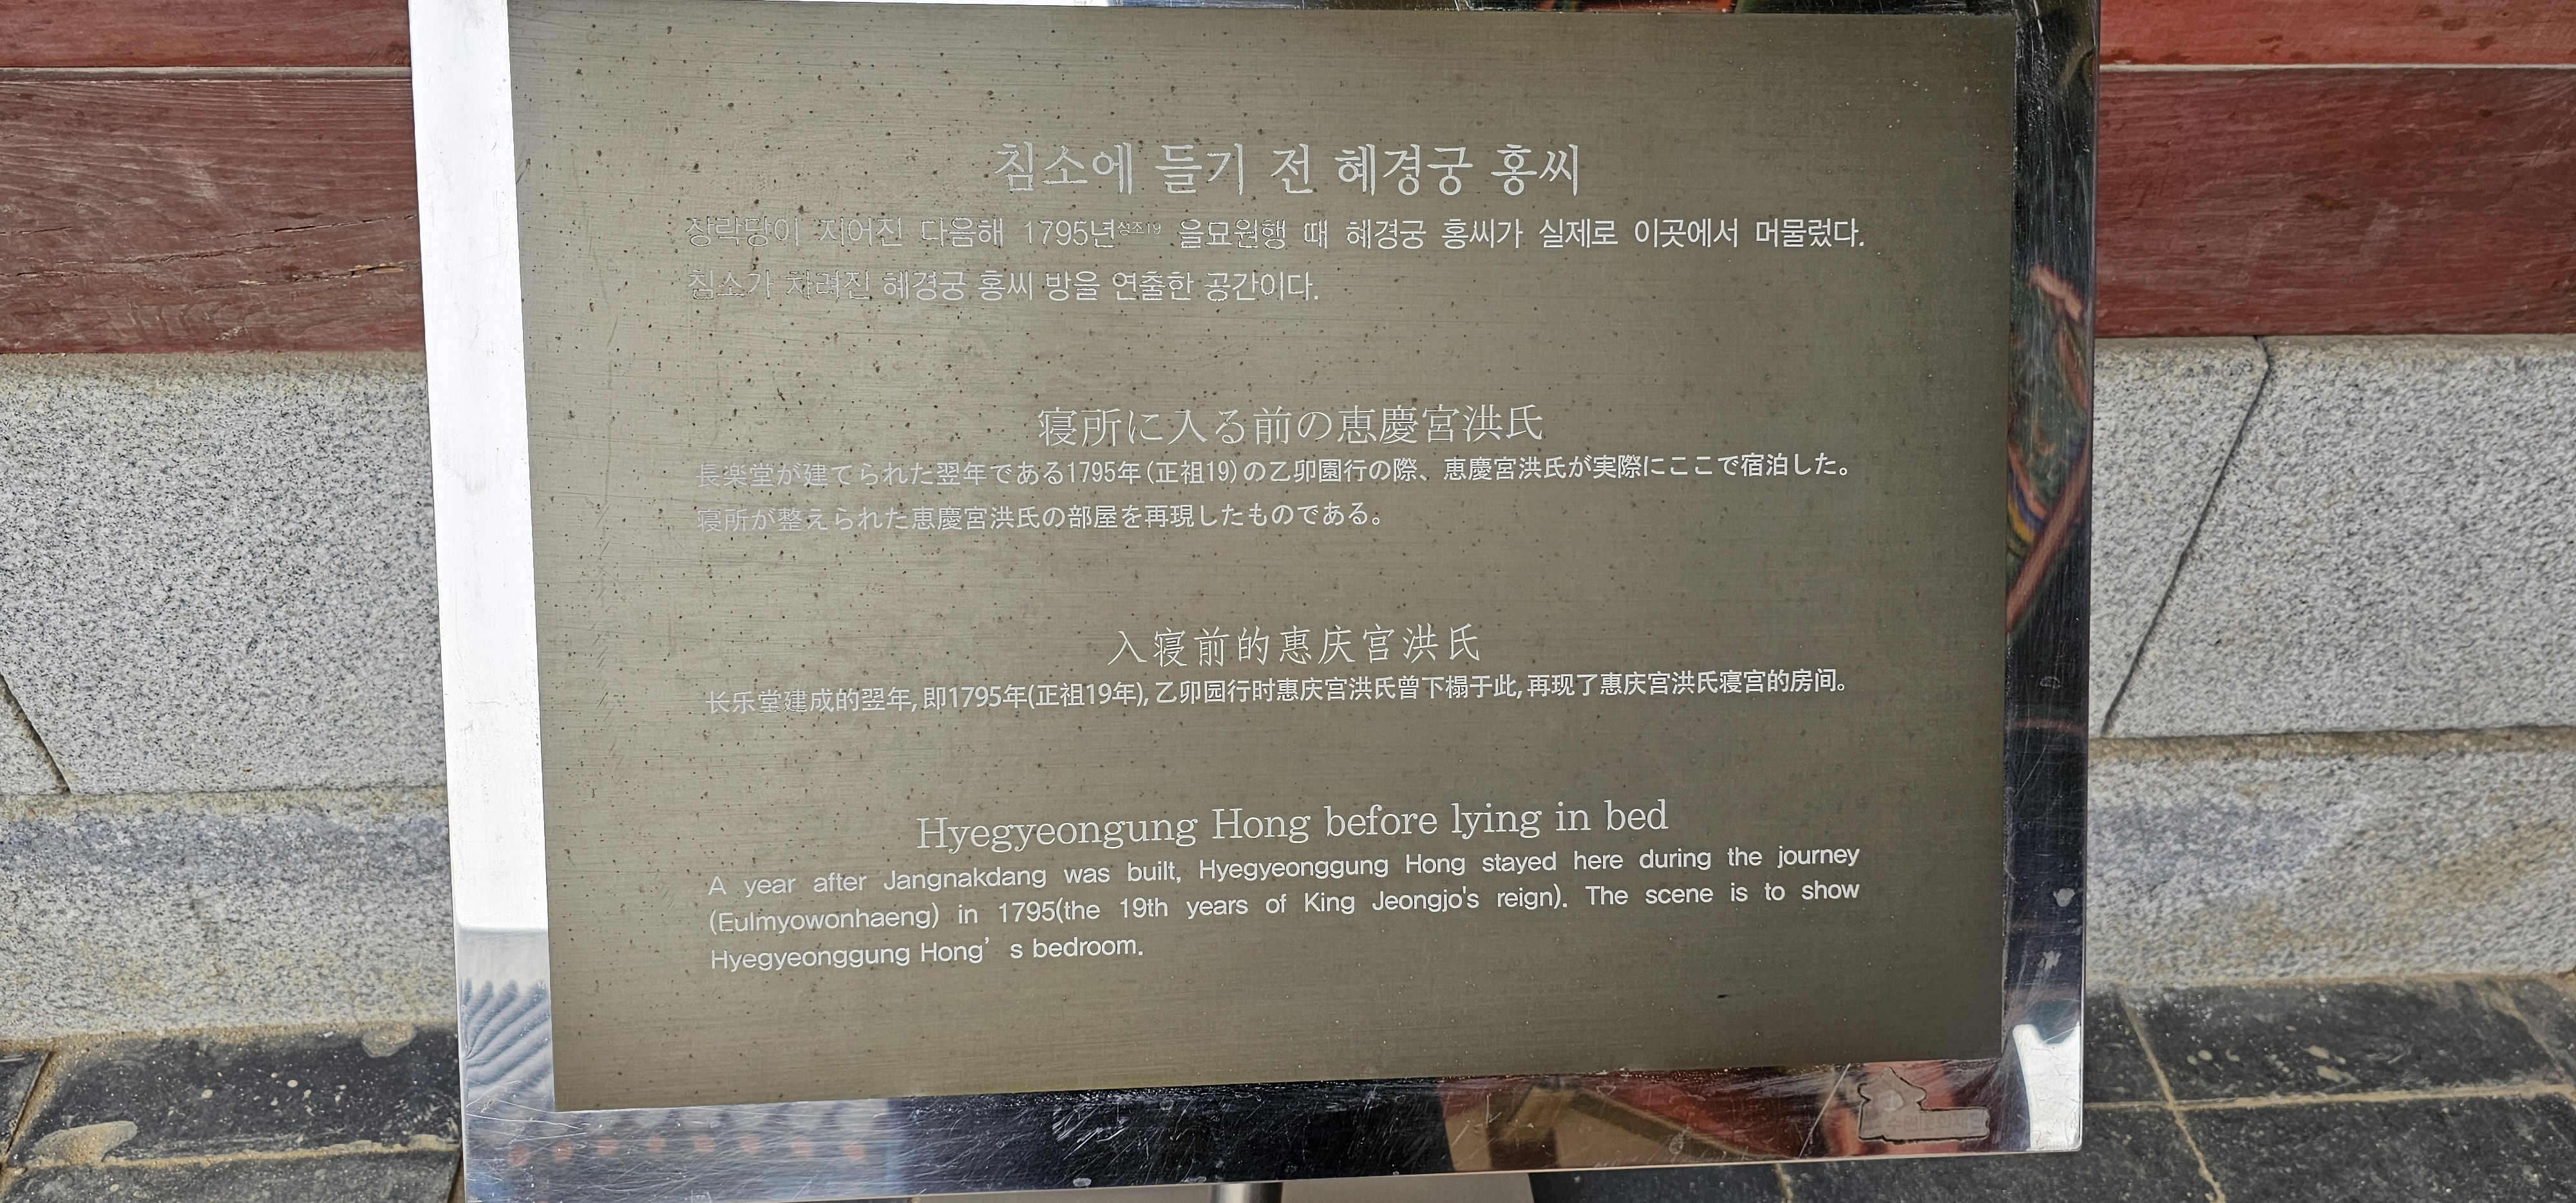 침소에 들기 전 혜경궁 홍씨
장락당이 지어진 다음해 1795년정조19 을묘원행 때 혜경궁 홍씨가 실제로 이곳에서 머물렀다.
침소가 차려진 혜경궁 홍씨 방을 연출한 공간이다.
寝所に入る前の恵慶宮洪氏
長楽堂が建てられた翌年である1795年(正祖19)の乙卯園行の際、恵慶宮洪氏が実際にここで宿泊した。
寝所が整えられた恵慶宮洪氏の部屋を再現したものである。
入寝前的惠庆宫洪氏
长乐堂建成的翌年,即1795年(正祖19年),乙卯园行时惠庆宫洪氏曾下榻于此,再现了惠庆宫洪氏寝宫的房间。
Hyegyeongung Hong before lying in bed
A year after Jangnakdang was built, Hyegyeonggung Hong stayed here during the journey
(Eulmyowonhaeng) in 1795(the 19th years of King Jeongjo's reign). The scene is to show
Hyegyeonggung Hong’ s bedroom.